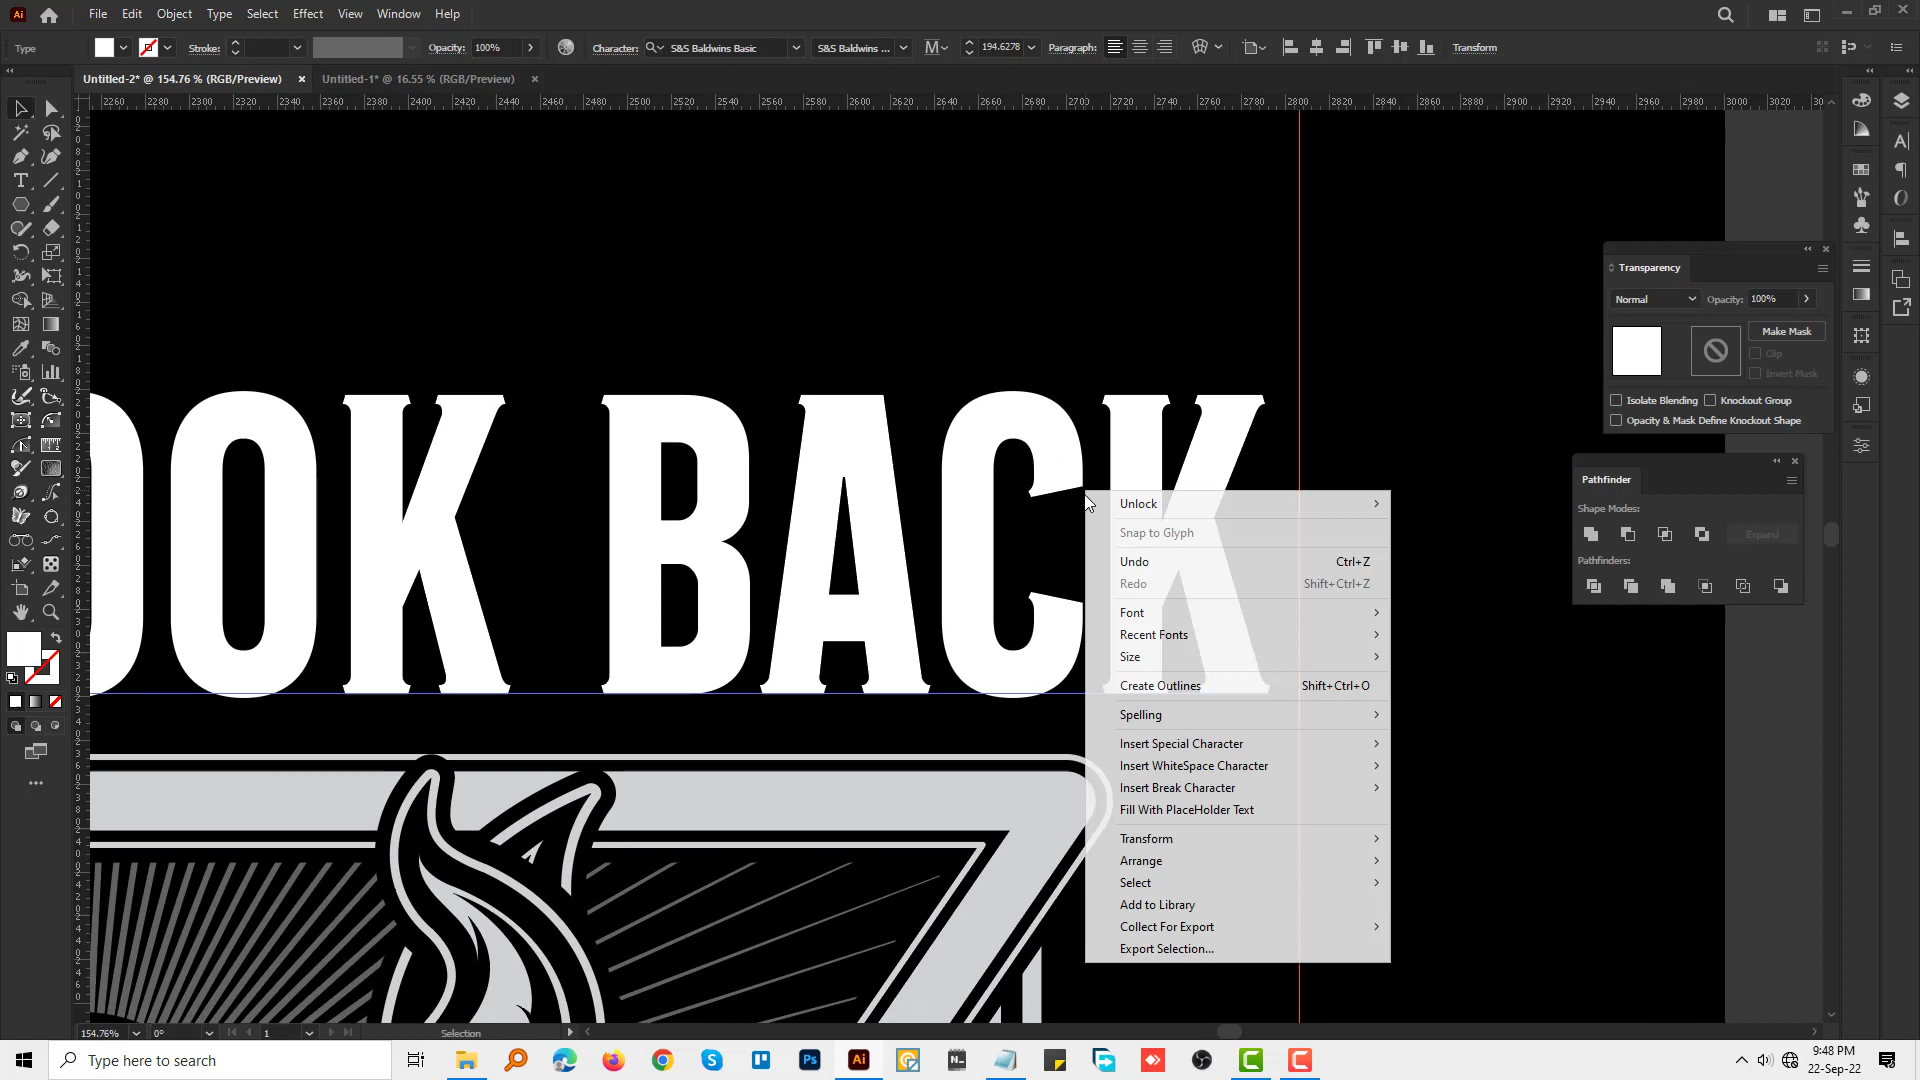 Ai File Edit Object Type Select Effect View Window Help
Type Stroke: Opacity: 100% Character: S&S Baldwins Basic S&S Baldwins ... 194.6278 Paragraph: Transform
Untitled-2* @ 154.76 % (RGB/Preview) × Untitled-1* @ 16.55 % (RGB/Preview) ×
2260 2280 2300 2320 2340 2360 2380 2400 2420 2440 2460 2480 2500 2520 2540 2560 2580 2600 2620 2640 2660 2680 2700 2720 2740 2760 2780 2800 2820 2840 2860 2880 2900 2920 2940 2960 2980 3000 3020 30
OOK BACK
Unlock
Snap to Glyph
Undo Ctrl+Z
Redo Shift+Ctrl+Z
Font
Recent Fonts
Size
Create Outlines Shift+Ctrl+O
Spelling
Insert Special Character
Insert WhiteSpace Character
Insert Break Character
Fill With PlaceHolder Text
Transform
Arrange
Select
Add to Library
Collect For Export
Export Selection...
Transparency
Normal Opacity: 100%
Make Mask
Clip
Invert Mask
Isolate Blending Knockout Group
Opacity & Mask Define Knockout Shape
Pathfinder
Shape Modes:
Expand
Pathfinders:
154.76% 0° 1 Selection
Type here to search
Ps Ai
9:48 PM
22-Sep-22